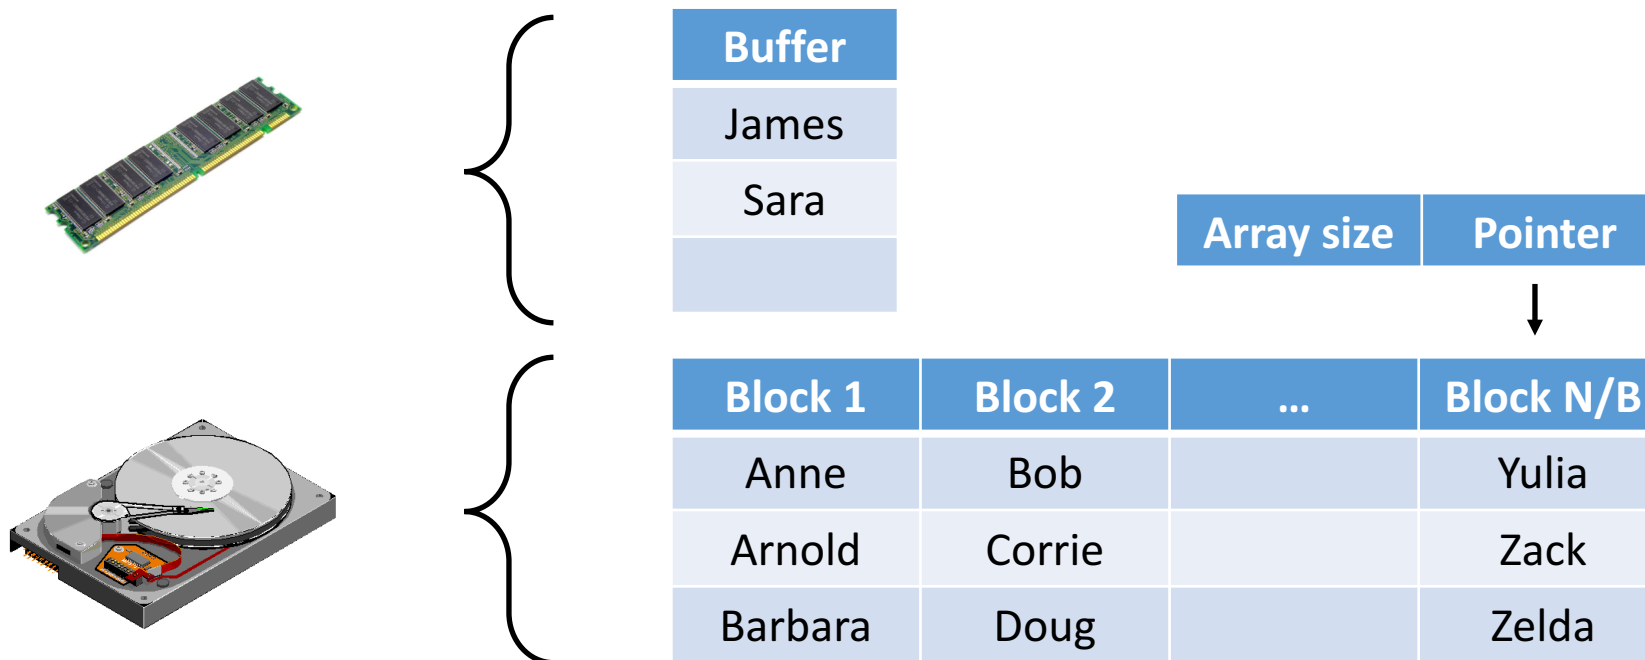 Buffer
James
Sara
Array size Pointer
Block 1 Block 2 ... Block N/B
Anne Bob Yulia
Arnold Corrie Zack
Barbara Doug Zelda